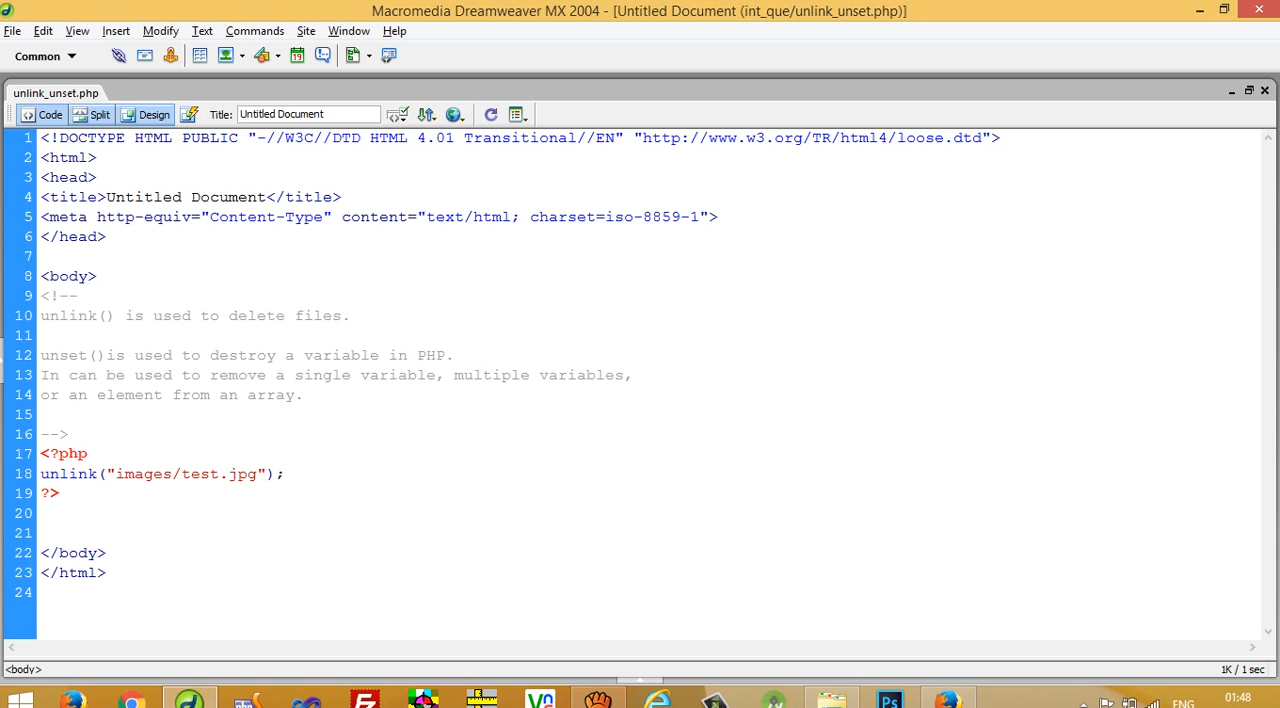 Macromedia Dreamweaver MX 2004 - [Untitled Document (int_que/unlink_unset.php)]
File Edit View Insert Modify Text Commands Site Window Help
Common
unlink_unset.php
Code Split Design Title: Untitled Document
1 <!DOCTYPE HTML PUBLIC "-//W3C//DTD HTML 4.01 Transitional//EN" "http://www.w3.org/TR/html4/loose.dtd">
2 <html>
3 <head>
4 <title>Untitled Document</title>
5 <meta http-equiv="Content-Type" content="text/html; charset=iso-8859-1">
6 </head>
7
8 <body>
9 <!--
10 unlink() is used to delete files.
11
12 unset()is used to destroy a variable in PHP.
13 In can be used to remove a single variable, multiple variables,
14 or an element from an array.
15
16 -->
17 <?php
18 unlink("images/test.jpg");
19 ?>
20
21
22 </body>
23 </html>
24
<body> 1K / 1 sec
ENG 01:48